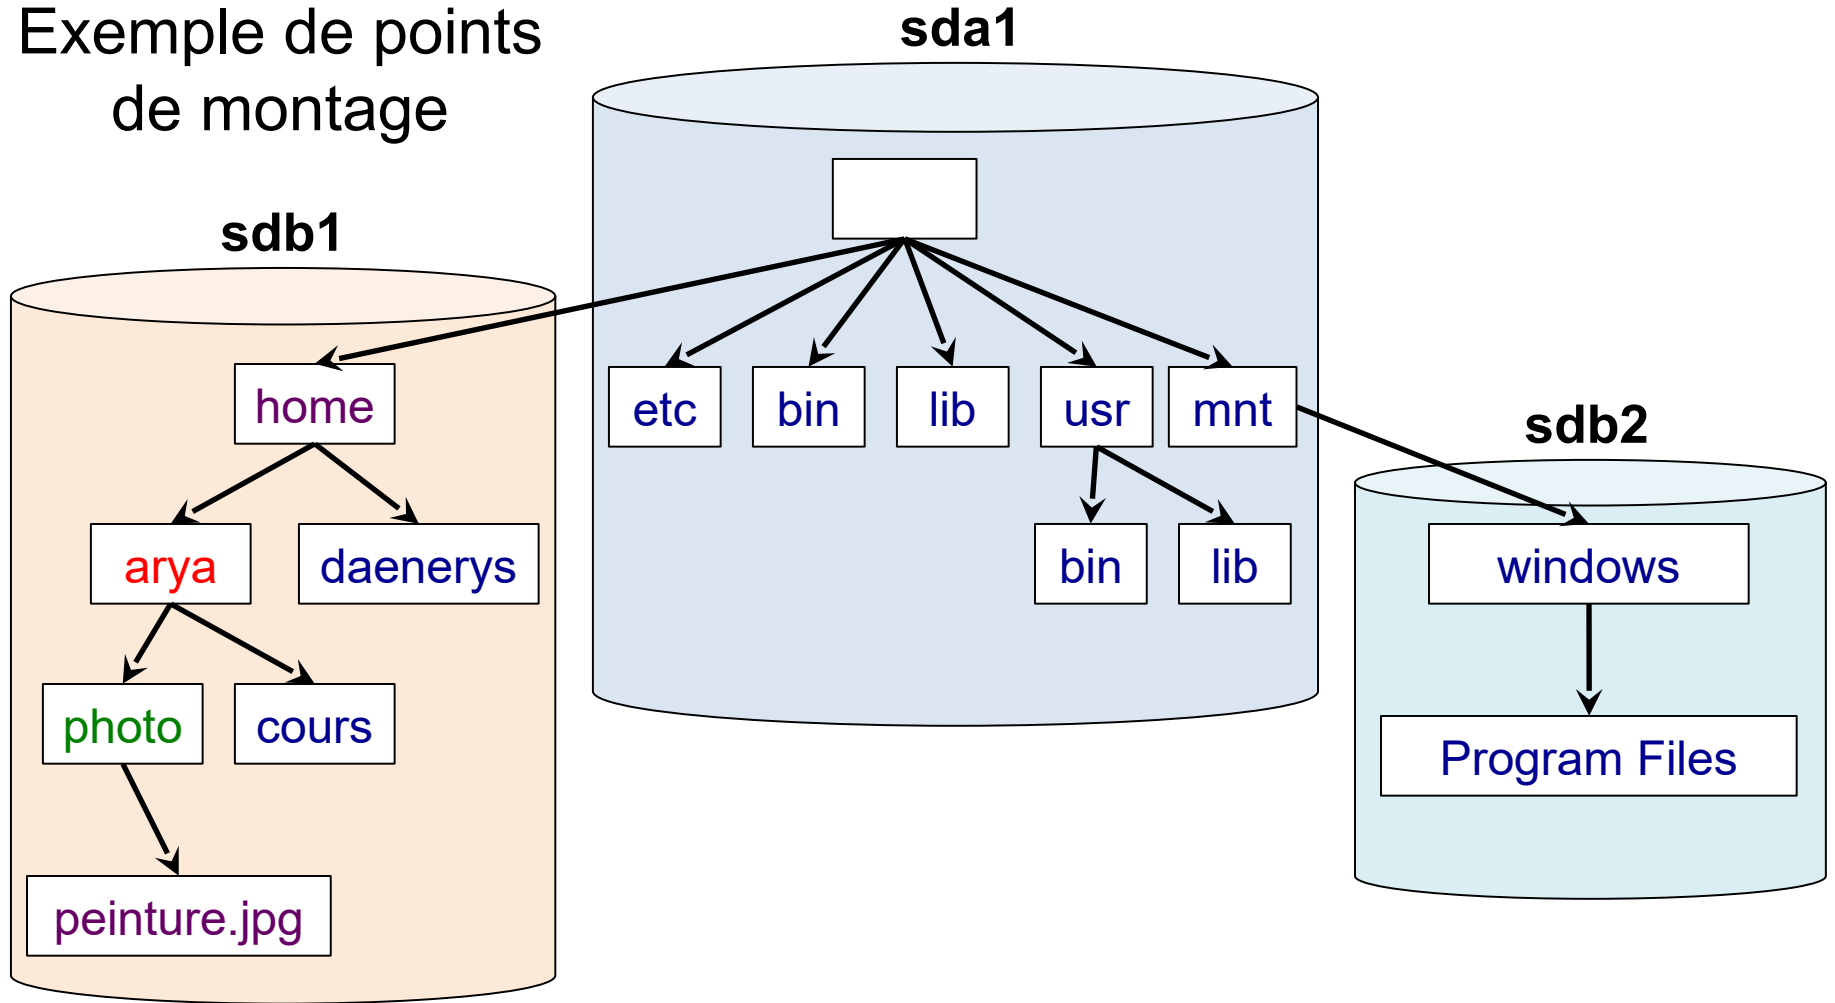 Exemple de points
de montage
sda1
sdb1
home
etc
bin
lib
usr
mnt
sdb2
arya
daenerys
bin
lib
windows
photo
cours
Program Files
peinture.jpg